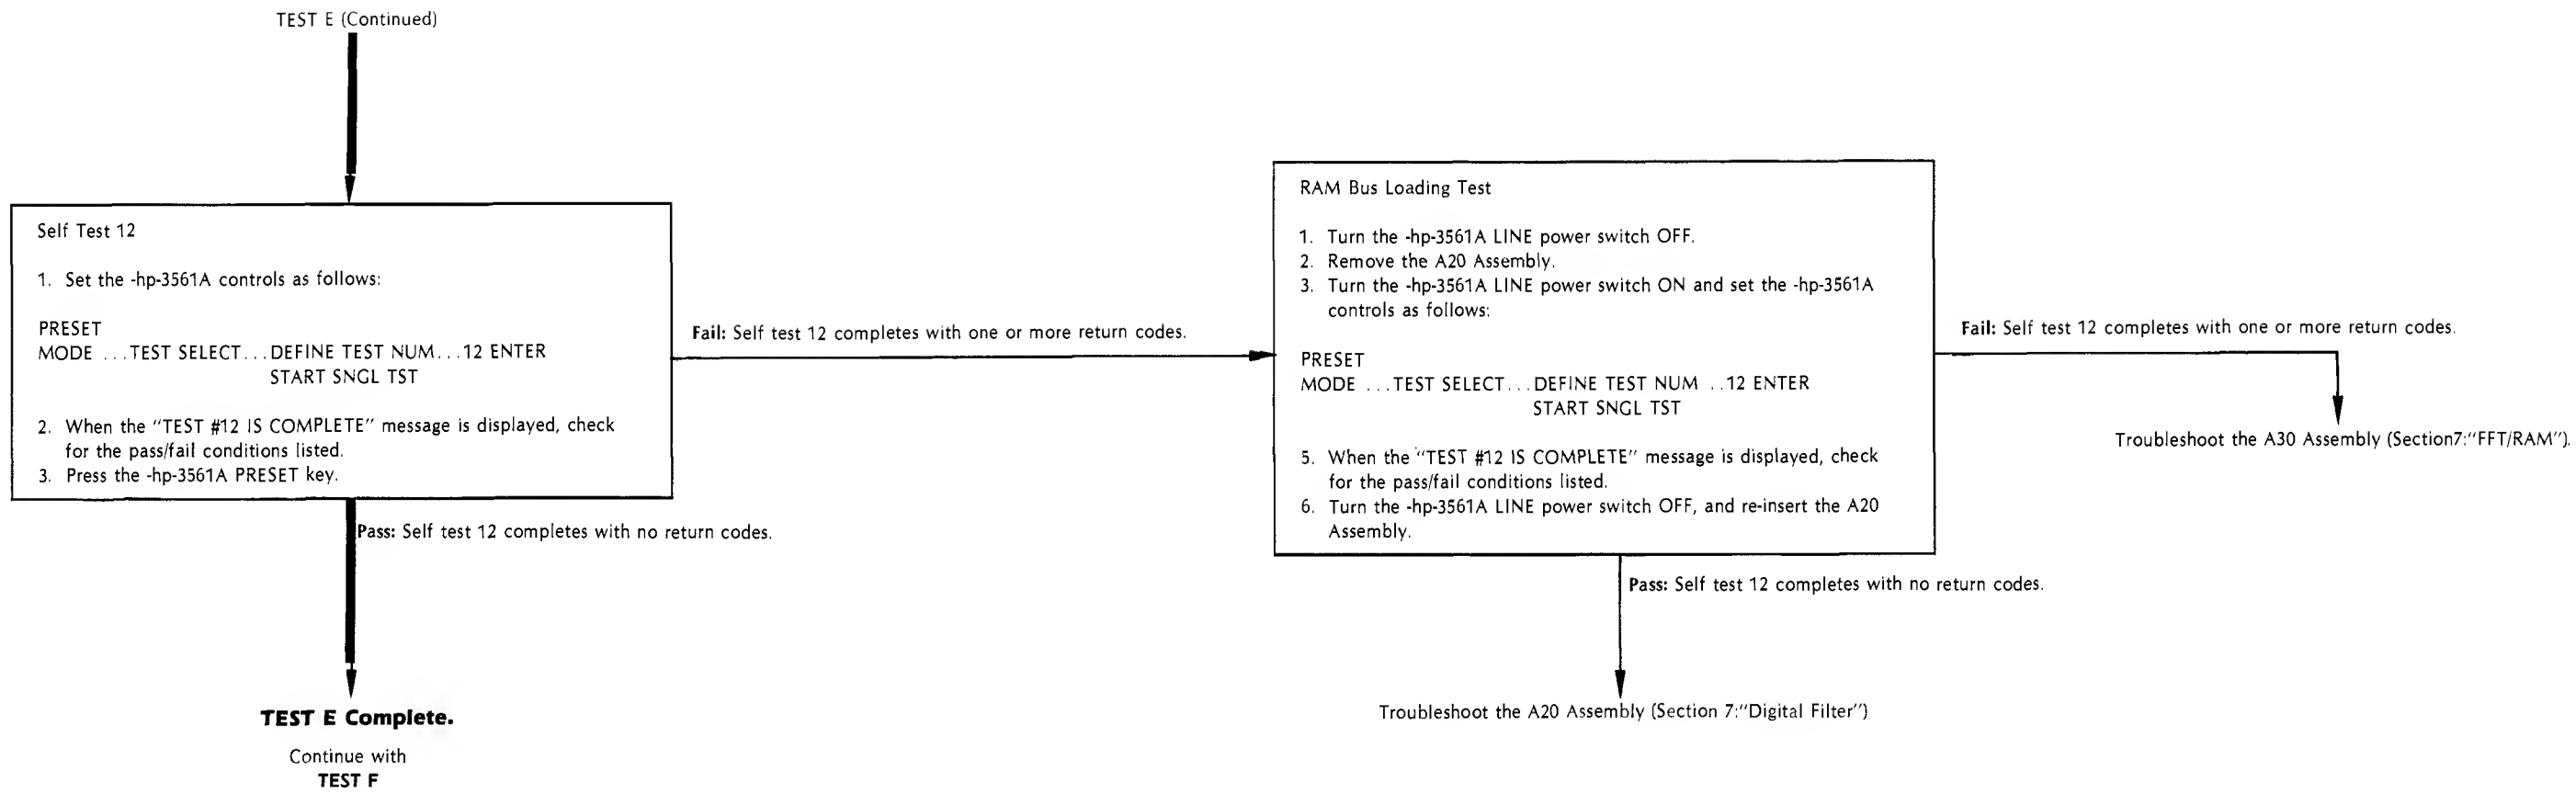 TEST E (Continued)
Self Test 12
1. Set the -hp-3561A controls as follows:
PRESET
MODE ...TEST SELECT...DEFINE TEST NUM...12 ENTER
START SNGL TST
2. When the "TEST #12 IS COMPLETE" message is displayed, check
for the pass/fail conditions listed.
3. Press the -hp-3561A PRESET key.
Fail: Self test 12 completes with one or more return codes.
Pass: Self test 12 completes with no return codes.
TEST E Complete.
Continue with
TEST F
RAM Bus Loading Test
1. Turn the -hp-3561A LINE power switch OFF.
2. Remove the A20 Assembly.
3. Turn the -hp-3561A LINE power switch ON and set the -hp-3561A
controls as follows:
PRESET
MODE ...TEST SELECT...DEFINE TEST NUM ..12 ENTER
START SNGL TST
5. When the "TEST #12 IS COMPLETE" message is displayed, check
for the pass/fail conditions listed.
6. Turn the -hp-3561A LINE power switch OFF, and re-insert the A20
Assembly.
Fail: Self test 12 completes with one or more return codes.
Troubleshoot the A30 Assembly (Section7:"FFT/RAM").
Pass: Self test 12 completes with no return codes.
Troubleshoot the A20 Assembly (Section 7:"Digital Filter")